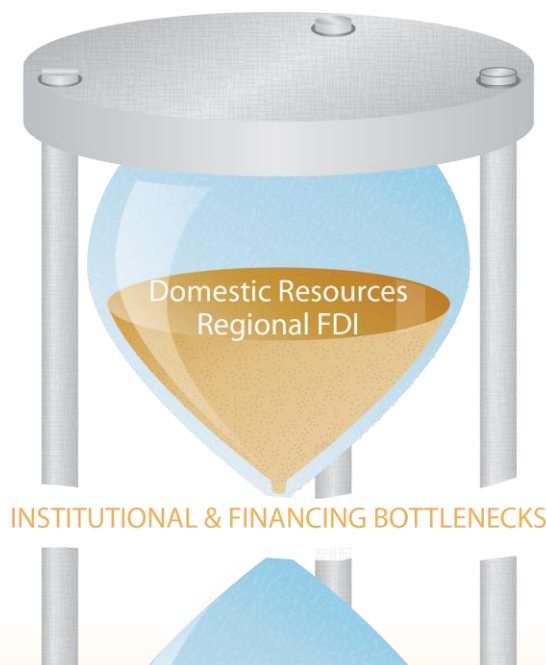 Domestic Resources
Regional FDI
INSTITUTIONAL & FINANCING BOTTLENECKS